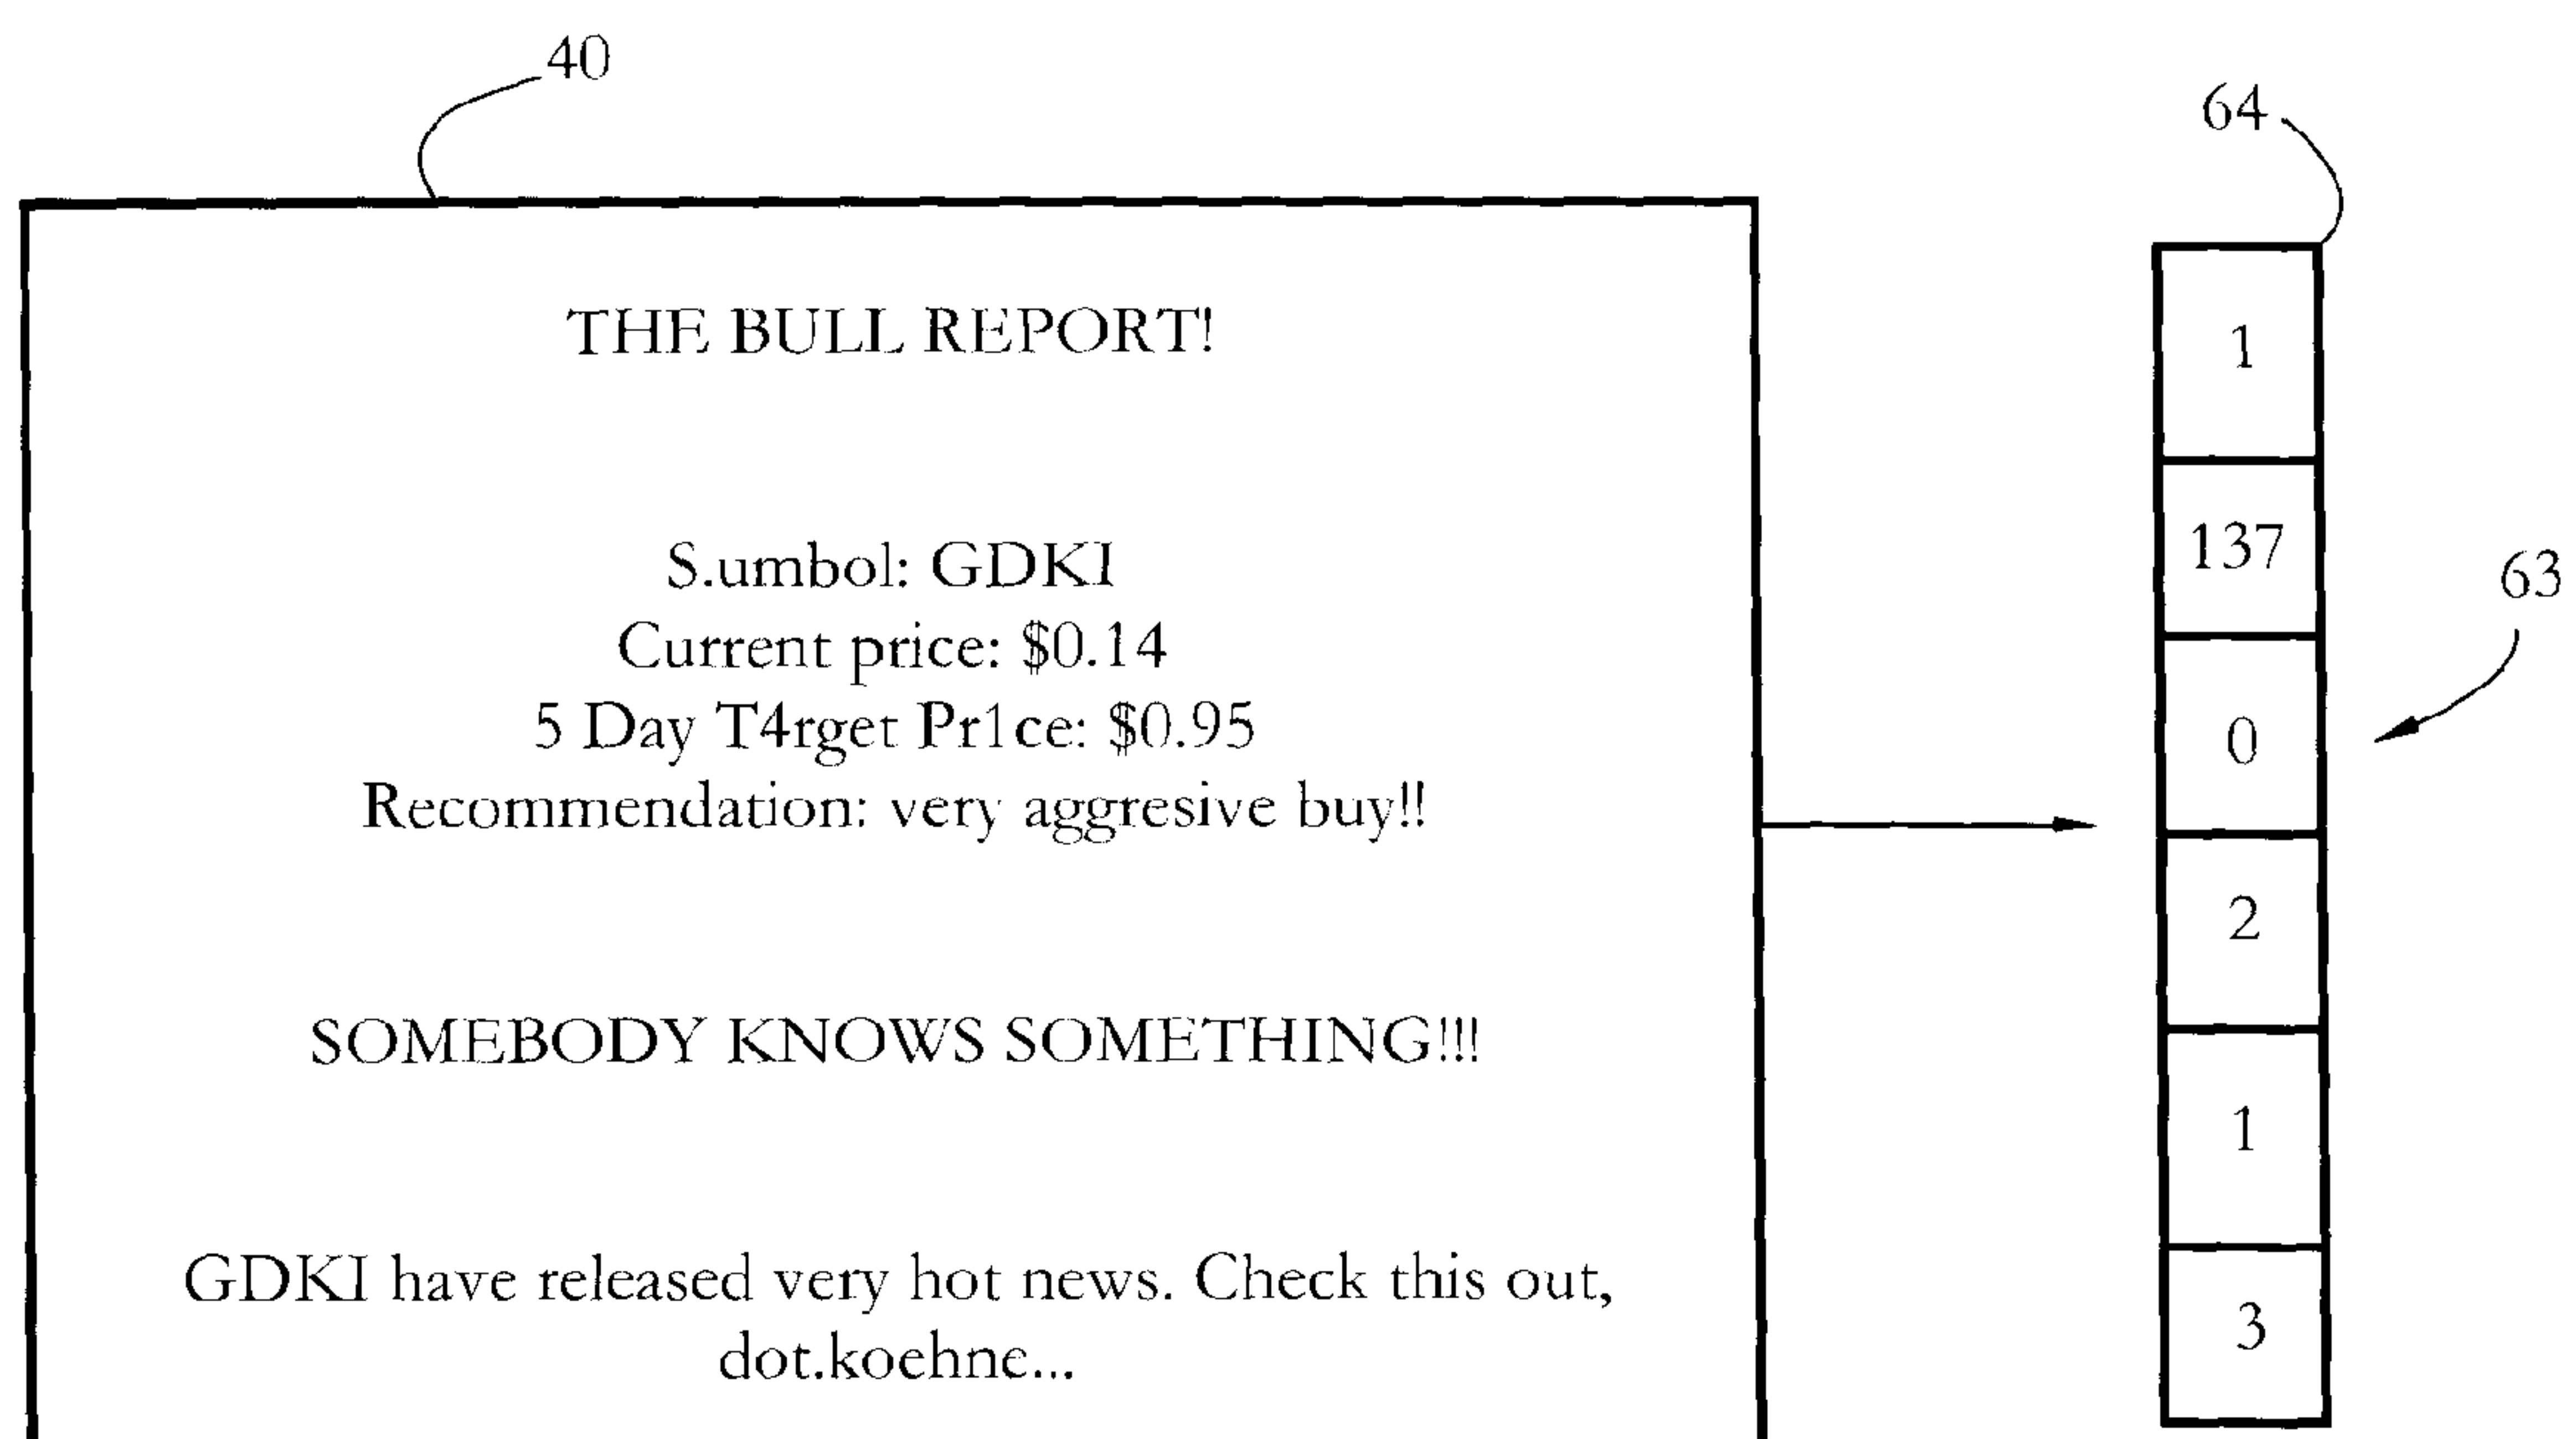 40
64
THE BULL REPORT!
1
S.umbol: GDKI
137
63
Current price: $0.14
5 Day T4rget Pr1ce: $0.95
0
Recommendation: very aggresive buy!!
2
SOMEBODY KNOWS SOMETHING!!!
1
GDKI have released very hot news. Check this out,
dot.koehne...
3